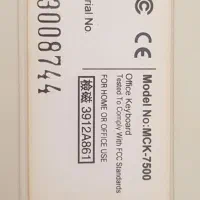 Model No:MCK-7500
Office Keyboard
Tested To Comply With FCC Standards
FOR HOME OR OFFICE USE
檢磁 3912A861
CE
rial No.
3008744